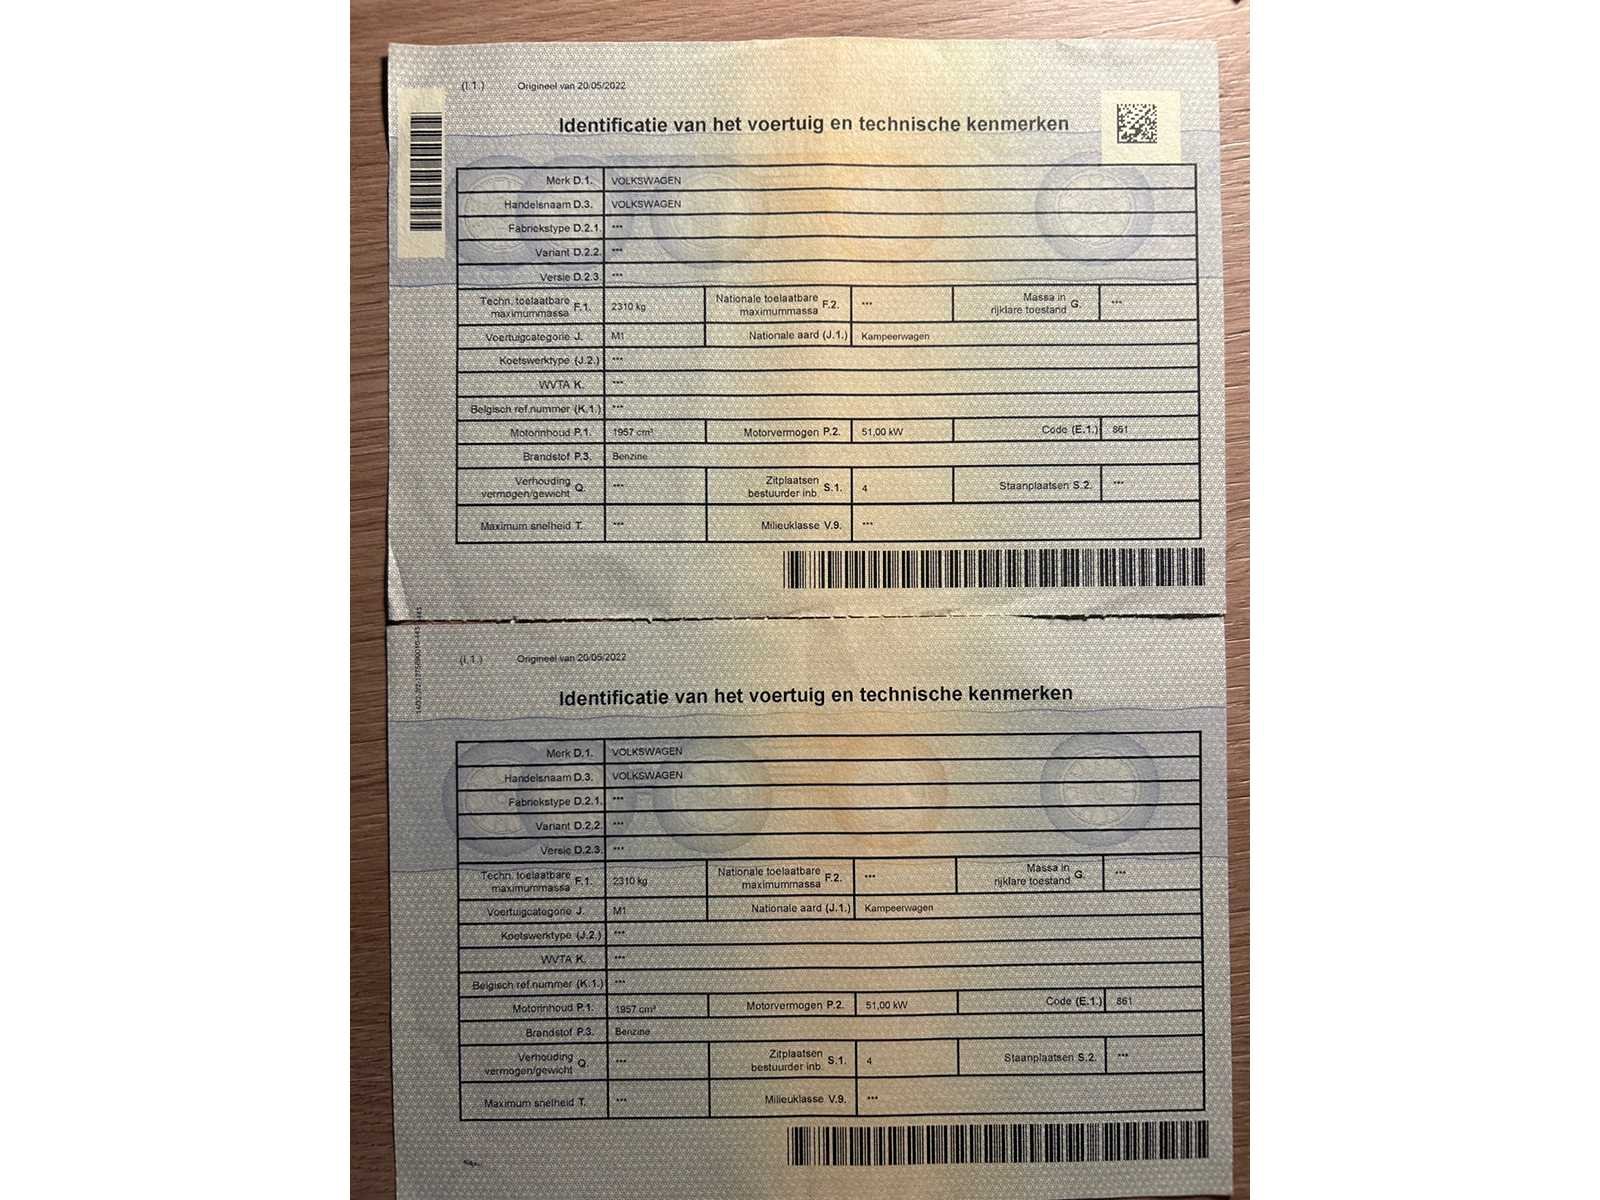 (I.1.) Origineel van 20/05/2022
Identificatie van het voertuig en technische kenmerken
Merk D.1. VOLKSWAGEN
Handelsnaam D.3. VOLKSWAGEN
Fabriekstype D.2.1. ***
Variant D.2.2. ***
Versie D.2.3. ***
Techn. toelaatbare maximummassa F.1. 2310 kg Nationale toelaatbare maximummassa F.2. *** Massa in rijklare toestand G. ***
Voertuigcategorie J. M1 Nationale aard (J.1.) Kampeerwagen
Koetswerktype (J.2.) ***
WVTA K. ***
Belgisch ref.nummer (K.1.) ***
Motorinhoud P.1. 1957 cm³ Motorvermogen P.2. 51,00 kW Code (E.1.) 861
Brandstof P.3. Benzine
Verhouding vermogen/gewicht Q. *** Zitplaatsen bestuurder inb. S.1. 4 Staanplaatsen S.2. ***
Maximum snelheid T. *** Milieuklasse V.9. ***
(I.1.) Origineel van 20/05/2022
Identificatie van het voertuig en technische kenmerken
Merk D.1. VOLKSWAGEN
Handelsnaam D.3. VOLKSWAGEN
Fabriekstype D.2.1. ***
Variant D.2.2. ***
Versie D.2.3. ***
Techn. toelaatbare maximummassa F.1. 2310 kg Nationale toelaatbare maximummassa F.2. *** Massa in rijklare toestand G. ***
Voertuigcategorie J. M1 Nationale aard (J.1.) Kampeerwagen
Koetswerktype (J.2.) ***
WVTA K. ***
Belgisch ref.nummer (K.1.) ***
Motorinhoud P.1. 1957 cm³ Motorvermogen P.2. 51,00 kW Code (E.1.) 861
Brandstof P.3. Benzine
Verhouding vermogen/gewicht Q. *** Zitplaatsen bestuurder inb. S.1. 4 Staanplaatsen S.2. ***
Maximum snelheid T. *** Milieuklasse V.9. ***